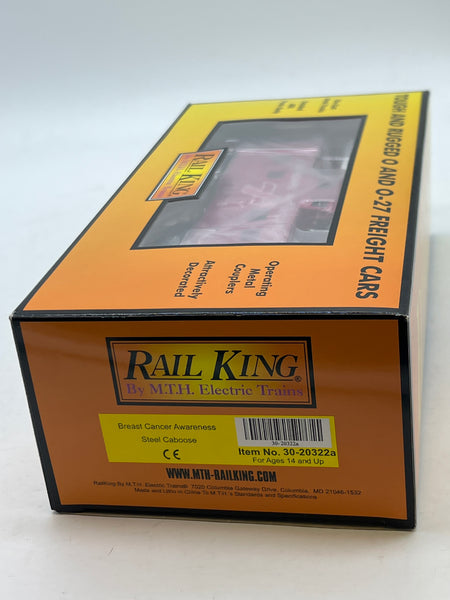 TOUGH AND RUGGED O AND O-27 FREIGHT CARS
RAIL KING
Operating
Metal
Couplers
Attractively
Decorated
RAIL KING®
By M.T.H. Electric Trains
Breast Cancer Awareness
Steel Caboose
CE
30-20322a
Item No. 30-20322a
For Ages 14 and Up
WWW.MTH-RAILKING.COM
RailKing By M.T.H. Electric Trains® 7020 Columbia Gateway Drive, Columbia, MD 21046-1532
Made and Litho in China To M.T.H.'s Standards and Specifications